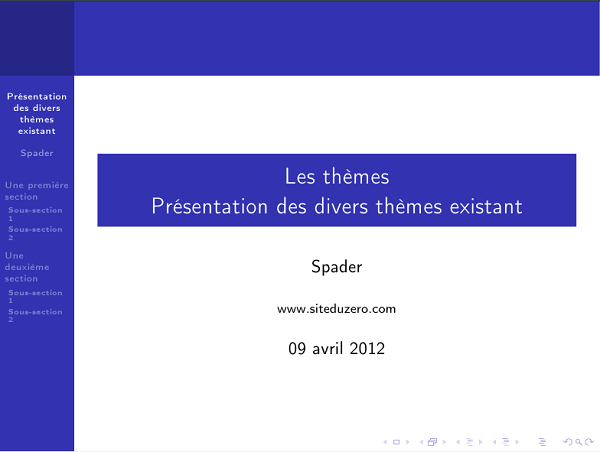 Présentation
des divers
thèmes
existant
Spader
Une première
section
Sous-section
1
Sous-section
2
Une
deuxième
section
Sous-section
1
Sous-section
2
Les thèmes
Présentation des divers thèmes existant
Spader
www.siteduzero.com
09 avril 2012